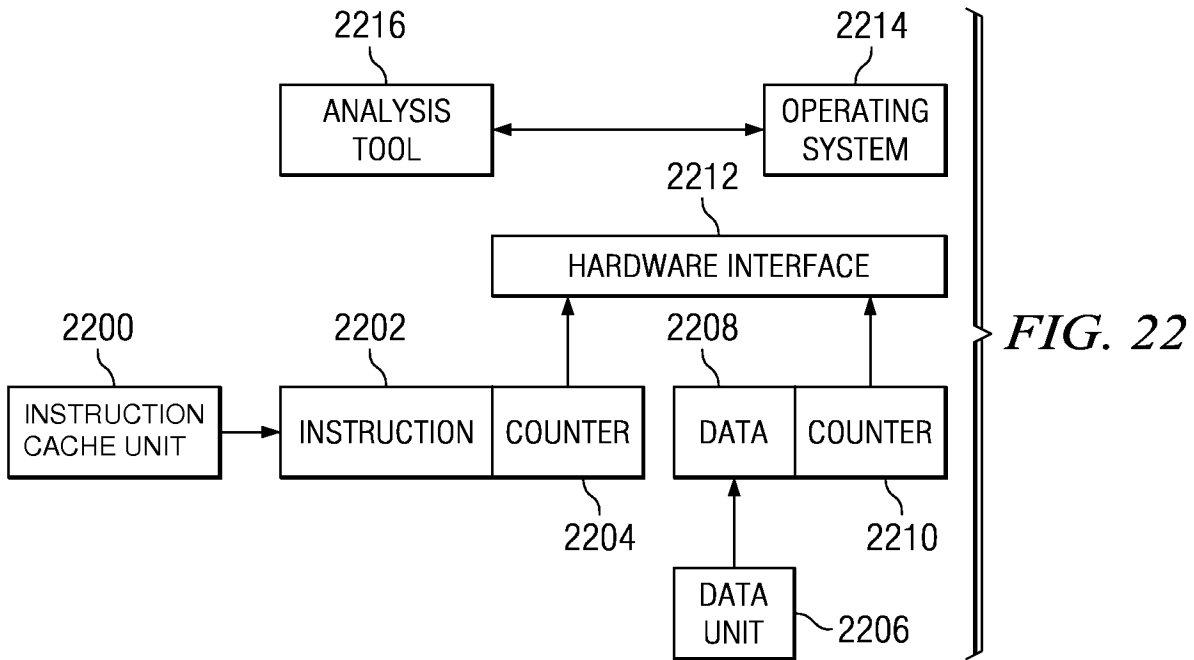 2216
2214
ANALYSIS
TOOL
OPERATING
SYSTEM
2212
HARDWARE INTERFACE
2200
2202
2208
FIG. 22
INSTRUCTION
CACHE UNIT
INSTRUCTION
COUNTER
DATA
COUNTER
2204
2210
DATA
UNIT
2206